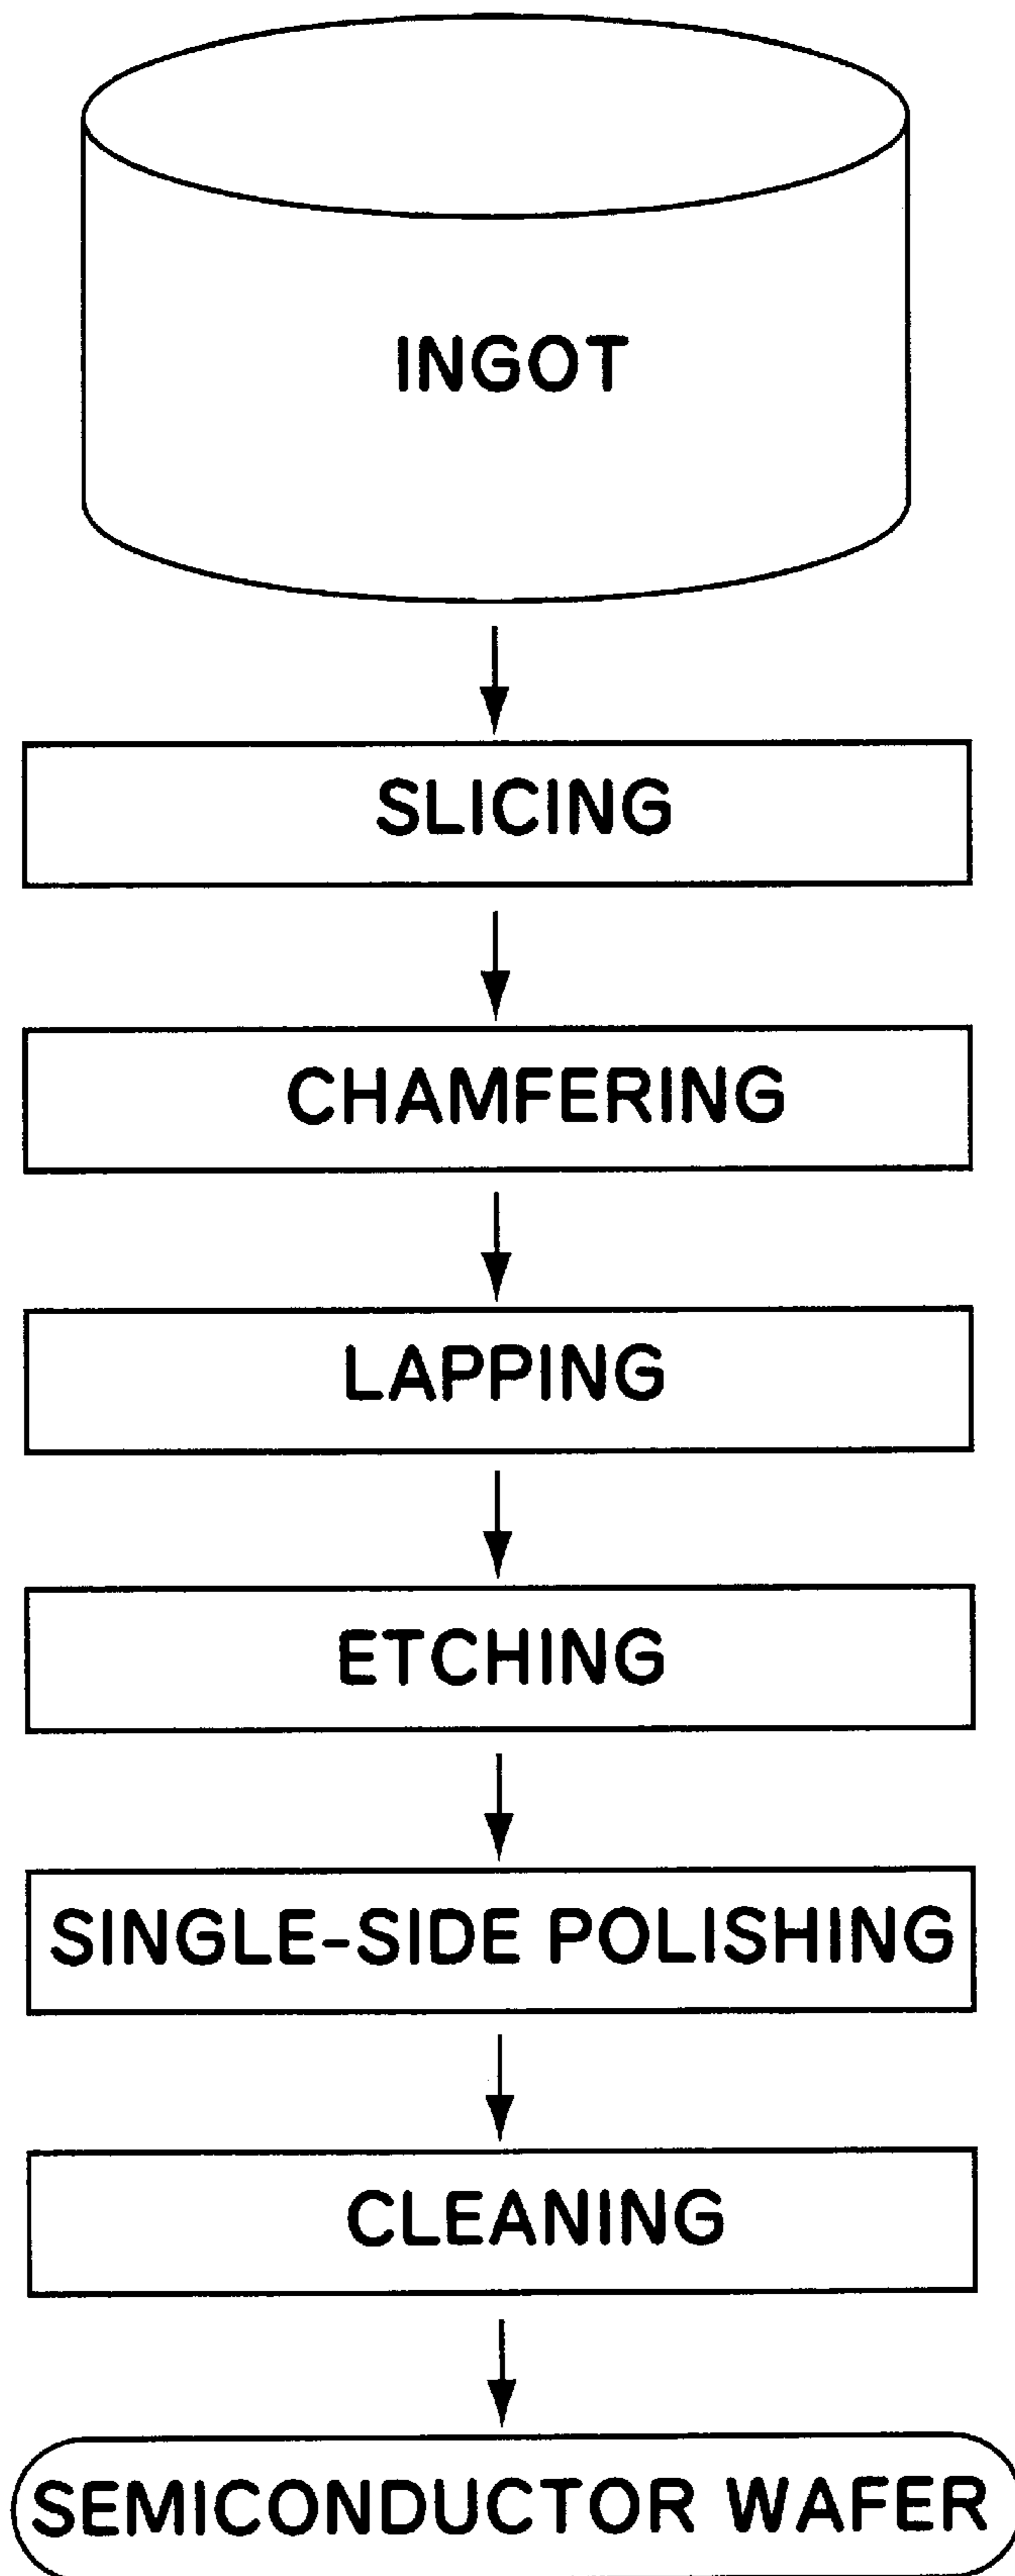 INGOT
SLICING
CHAMFERING
LAPPING
ETCHING
SINGLE-SIDE POLISHING
CLEANING
SEMICONDUCTOR WAFER